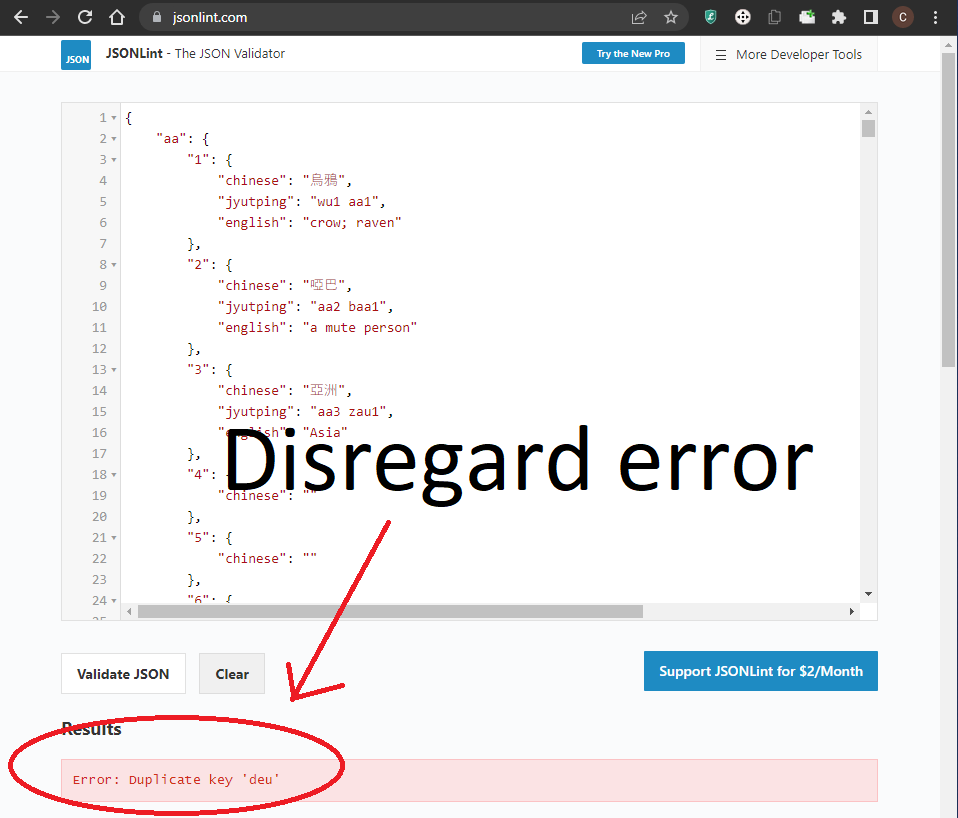 jsonlint.com
C
JSON
JSONLint - The JSON Validator
Try the New Pro
More Developer Tools
1 {
2 "aa": {
3 "1": {
4 "chinese": "烏鴉",
5 "jyutping": "wu1 aa1",
6 "english": "crow; raven"
7 },
8 "2": {
9 "chinese": "啞巴",
10 "jyutping": "aa2 baa1",
11 "english": "a mute person"
12 },
13 "3": {
14 "chinese": "亞洲",
15 "jyutping": "aa3 zau1",
16 "english": "Asia"
17 },
18 "4": {
19 "chinese": ""
20 },
21 "5": {
22 "chinese": ""
23 },
24 "6": {
25
Disregard error
Validate JSON
Clear
Support JSONLint for $2/Month
Results
Error: Duplicate key 'deu'